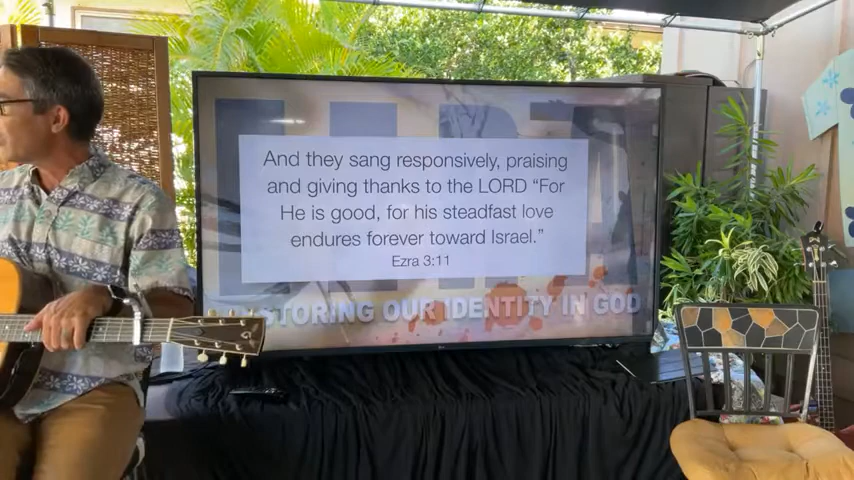 And they sang responsively, praising
and giving thanks to the LORD “For
He is good, for his steadfast love
endures forever toward Israel.”
Ezra 3:11
STORING OUR IDENTITY IN GOD
LG